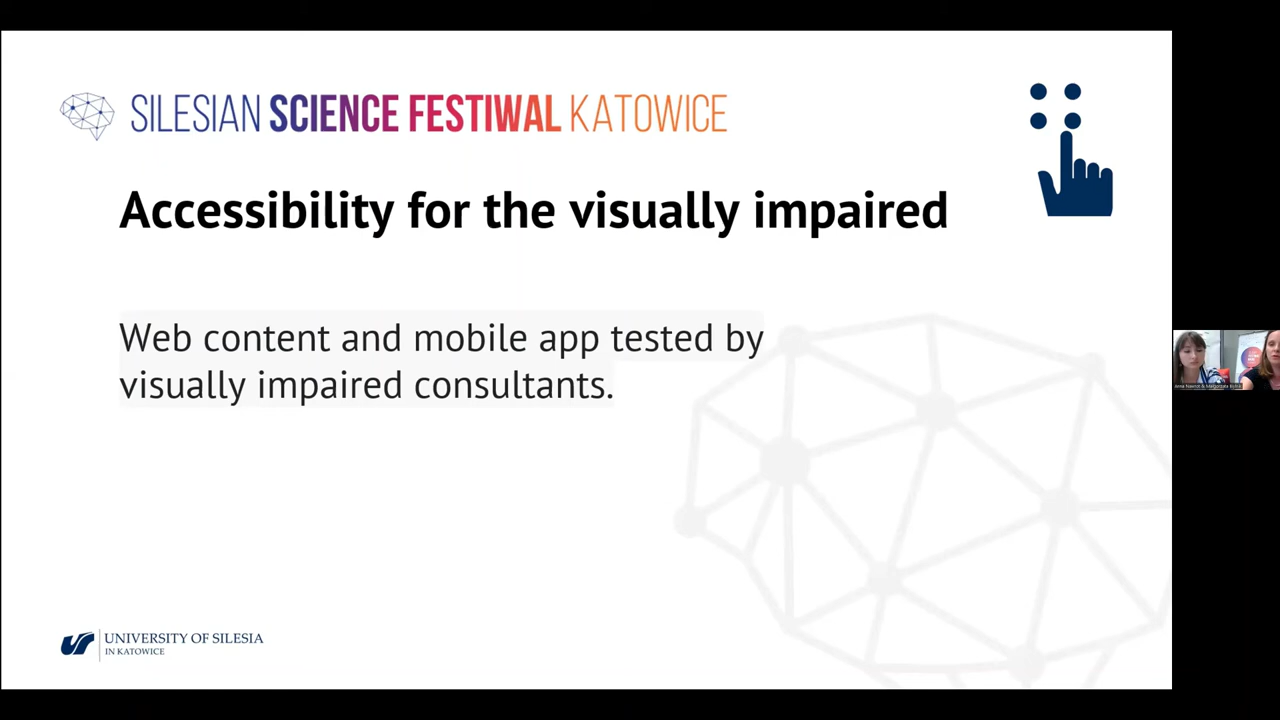 SILESIAN SCIENCE FESTIWAL KATOWICE
Accessibility for the visually impaired
Web content and mobile app tested by
visually impaired consultants.
UNIVERSITY OF SILESIA
IN KATOWICE